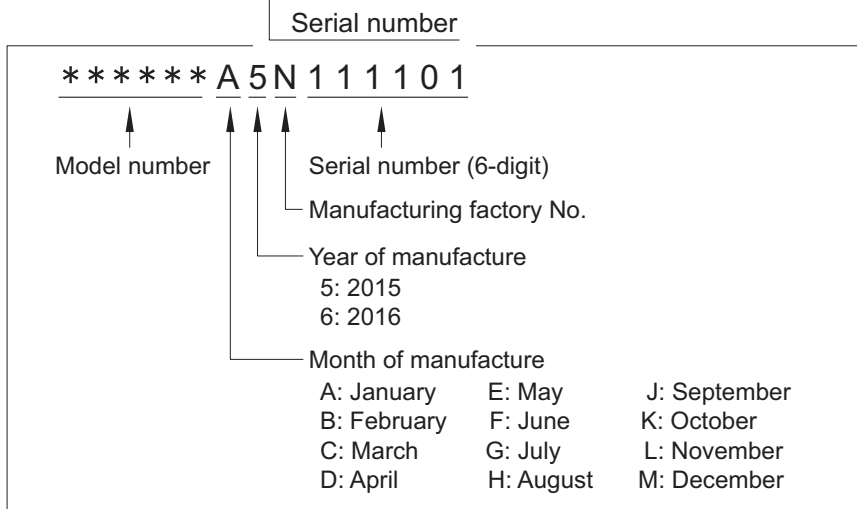 Serial number
******A5N111101
Model number
Serial number (6-digit)
Manufacturing factory No.
Year of manufacture
5: 2015
6: 2016
Month of manufacture
A: January E: May J: September
B: February F: June K: October
C: March G: July L: November
D: April H: August M: December